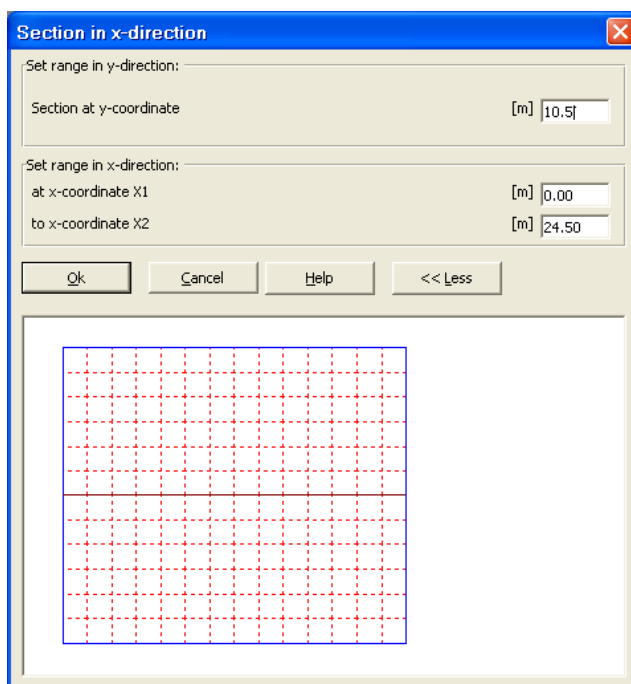 Section in x-direction
Set range in y-direction:
Section at y-coordinate [m] 10.5
Set range in x-direction:
at x-coordinate X1 [m] 0.00
to x-coordinate X2 [m] 24.50
Ok Cancel Help << Less